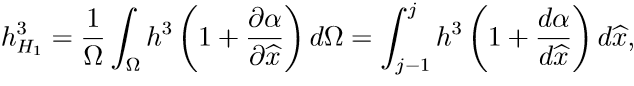 $$h_{H_1}^3 = \frac{1}{\Omega} \int_{\Omega} h^3 \left( 1 + \frac{\partial \alpha}{\partial \widehat{x}} \right) d\Omega = \int_{j-1}^{j} h^3 \left( 1 + \frac{d\alpha}{d\widehat{x}} \right) d\widehat{x},$$